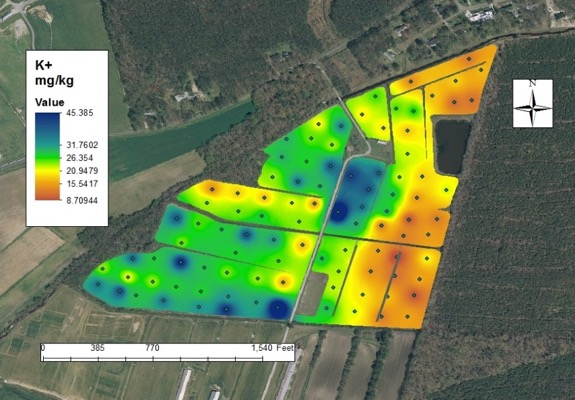 K+
mg/kg
Value
45.385
31.7602
26.354
20.9479
15.5417
8.70944
N
0 385 770 1,540 Feet